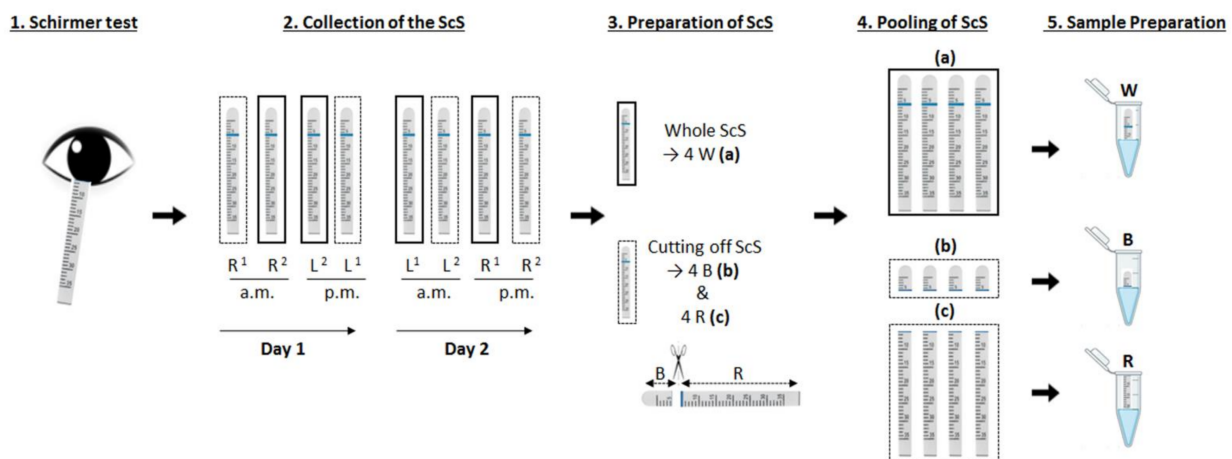 1. Schirmer test
2. Collection of the ScS
3. Preparation of ScS
4. Pooling of ScS
5. Sample Preparation
R¹ R² L² L¹ L¹ L² R¹ R²
a.m. p.m. a.m. p.m.
Day 1 Day 2
Whole ScS
→ 4 W (a)
Cutting off ScS
→ 4 B (b)
&
4 R (c)
B R
(a)
(b)
(c)
W
B
R